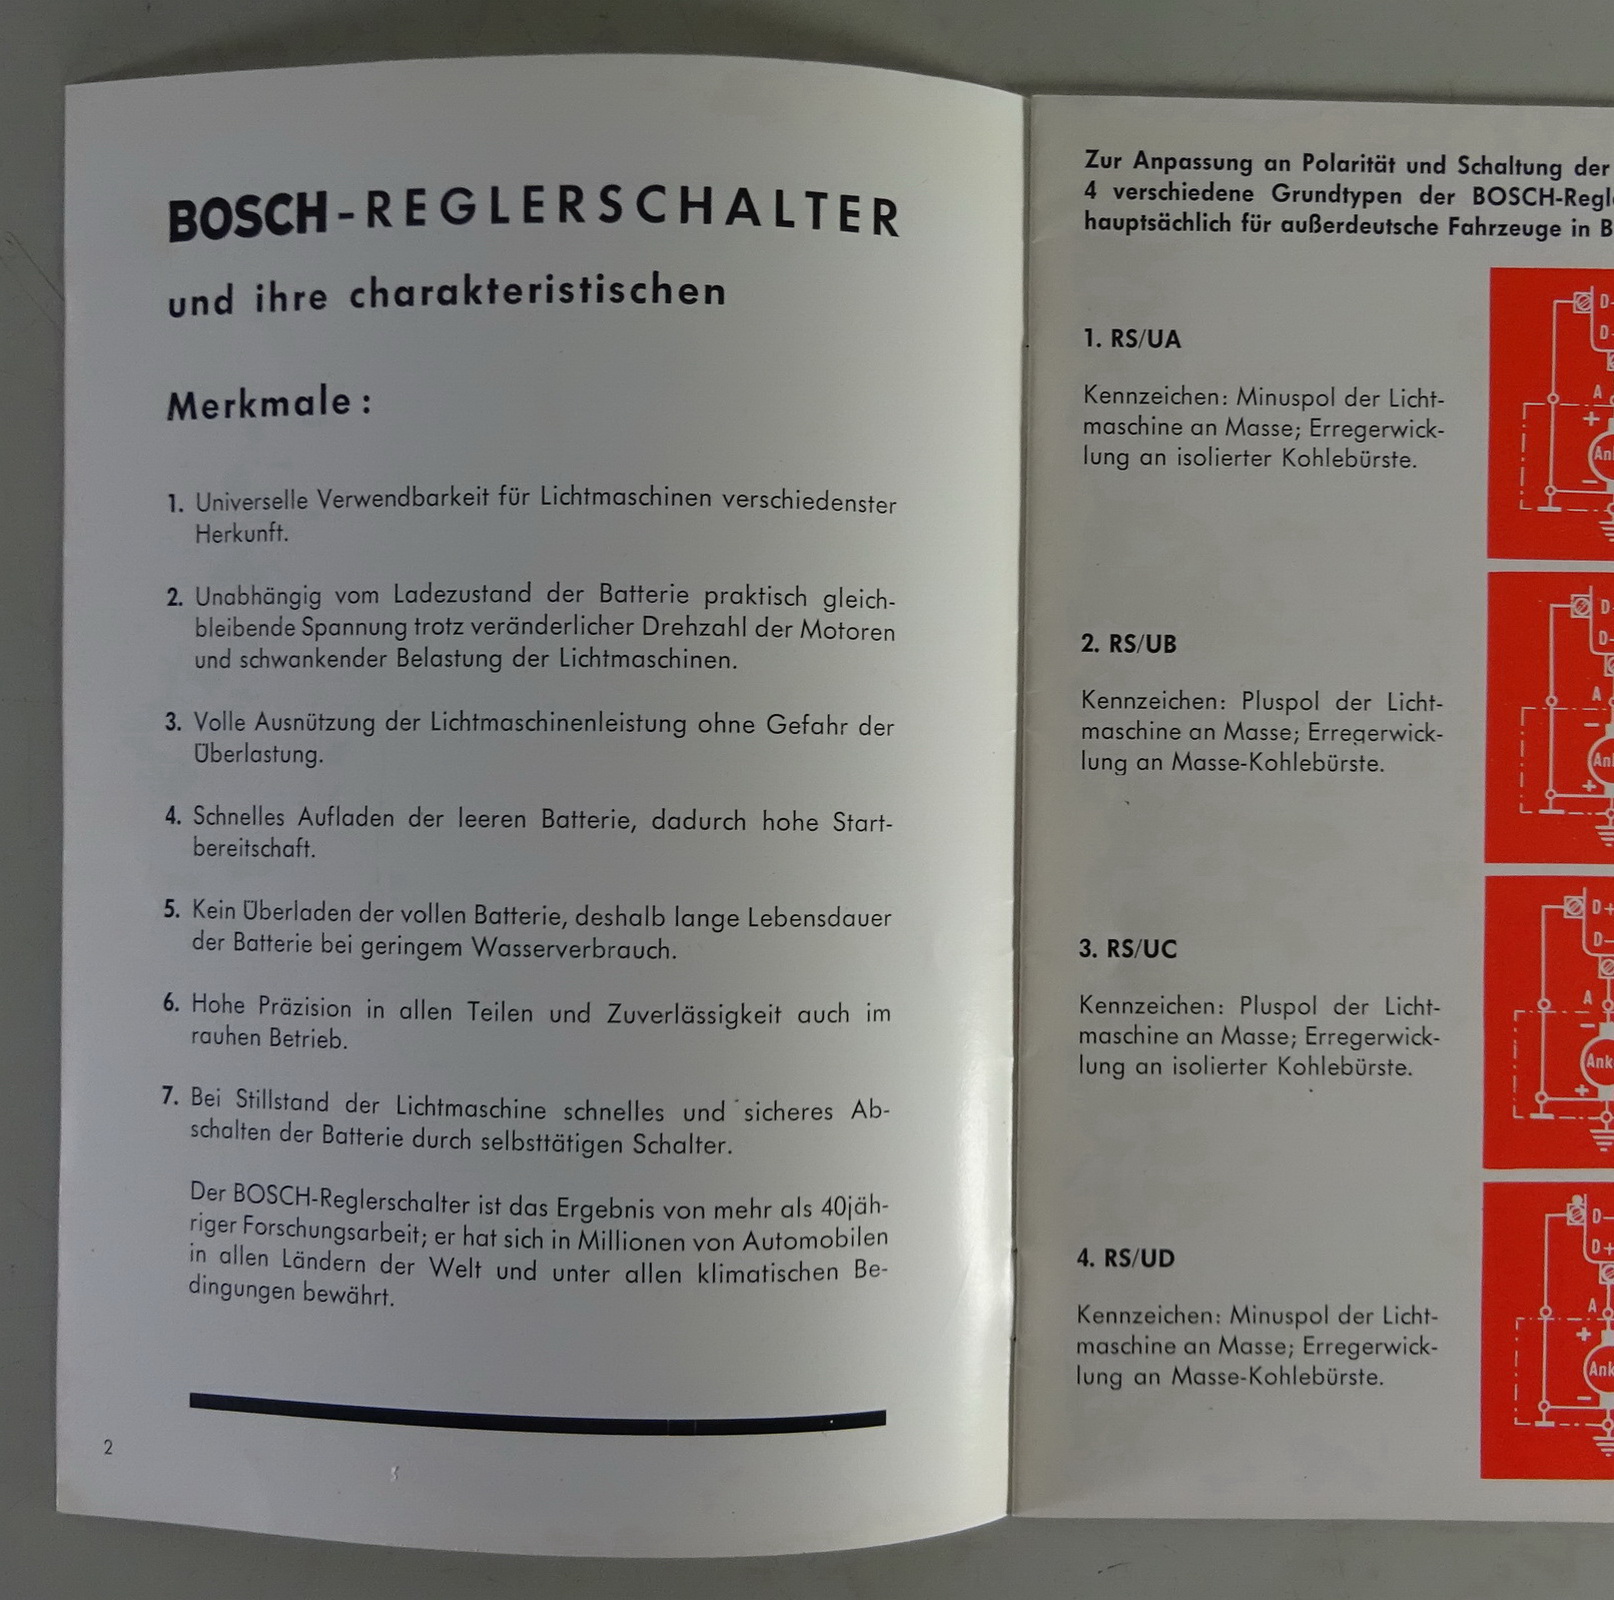 BOSCH-REGLERSCHALTER
und ihre charakteristischen
Merkmale:
1. Universelle Verwendbarkeit für Lichtmaschinen verschiedenster
Herkunft.
2. Unabhängig vom Ladezustand der Batterie praktisch gleich-
bleibende Spannung trotz veränderlicher Drehzahl der Motoren
und schwankender Belastung der Lichtmaschinen.
3. Volle Ausnützung der Lichtmaschinenleistung ohne Gefahr der
Überlastung.
4. Schnelles Aufladen der leeren Batterie, dadurch hohe Start-
bereitschaft.
5. Kein Überladen der vollen Batterie, deshalb lange Lebensdauer
der Batterie bei geringem Wasserverbrauch.
6. Hohe Präzision in allen Teilen und Zuverlässigkeit auch im
rauhen Betrieb.
7. Bei Stillstand der Lichtmaschine schnelles und sicheres Ab-
schalten der Batterie durch selbsttätigen Schalter.
Der BOSCH-Reglerschalter ist das Ergebnis von mehr als 40jäh-
riger Forschungsarbeit; er hat sich in Millionen von Automobilen
in allen Ländern der Welt und unter allen klimatischen Be-
dingungen bewährt.
2
Zur Anpassung an Polarität und Schaltung der
4 verschiedene Grundtypen der BOSCH-Regl
hauptsächlich für außerdeutsche Fahrzeuge in B
1. RS/UA
Kennzeichen: Minuspol der Licht-
maschine an Masse; Erregerwick-
lung an isolierter Kohlebürste.
D-
A
+
An
-
2. RS/UB
Kennzeichen: Pluspol der Licht-
maschine an Masse; Erregerwick-
lung an Masse-Kohlebürste.
D-
A
-
An
+
3. RS/UC
Kennzeichen: Pluspol der Licht-
maschine an Masse; Erregerwick-
lung an isolierter Kohlebürste.
D+
D-
A
-
Ank
+
4. RS/UD
Kennzeichen: Minuspol der Licht-
maschine an Masse; Erregerwick-
lung an Masse-Kohlebürste.
D-
D+
A
+
Ank
-